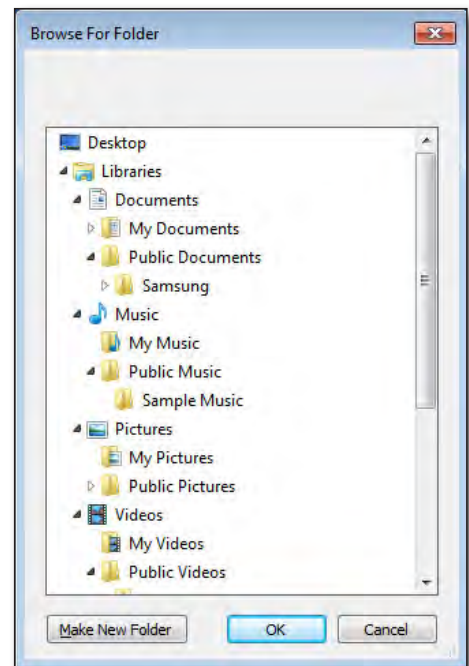 Browse For Folder
Desktop
Libraries
Documents
My Documents
Public Documents
Samsung
Music
My Music
Public Music
Sample Music
Pictures
My Pictures
Public Pictures
Videos
My Videos
Public Videos
Make New Folder
OK
Cancel